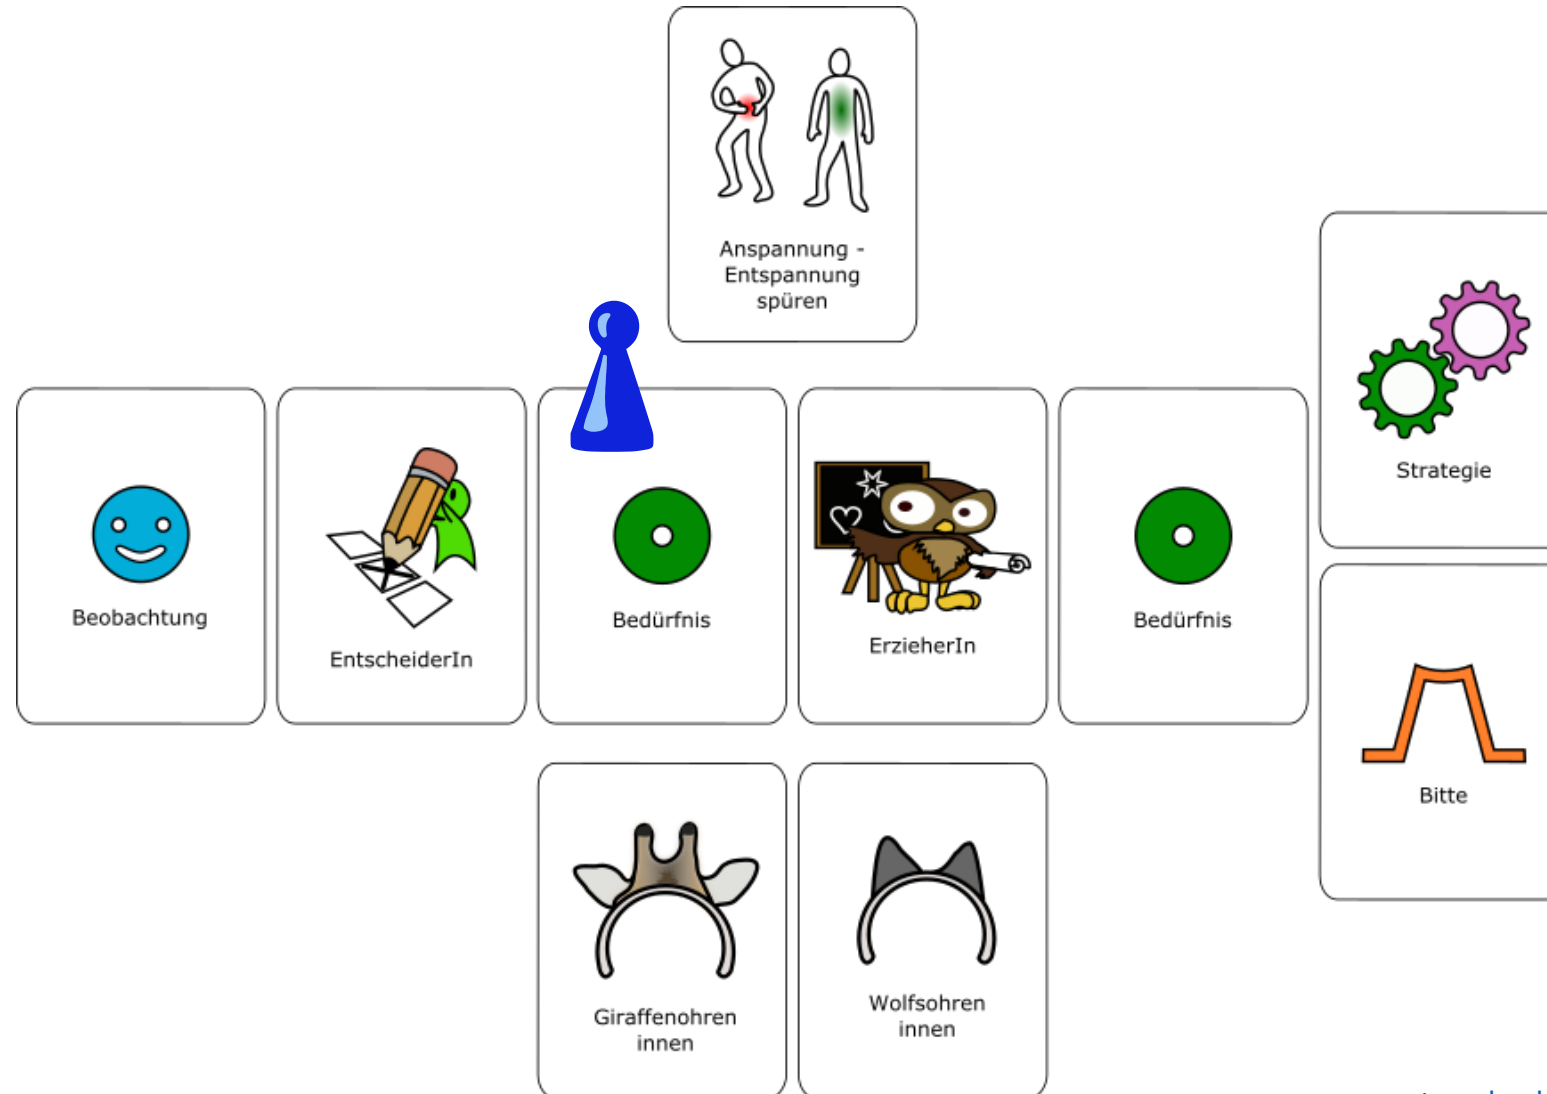 Anspannung -
Entspannung
spüren
Beobachtung
EntscheiderIn
Bedürfnis
ErzieherIn
Bedürfnis
Strategie
Bitte
Giraffenohren
innen
Wolfsohren
innen